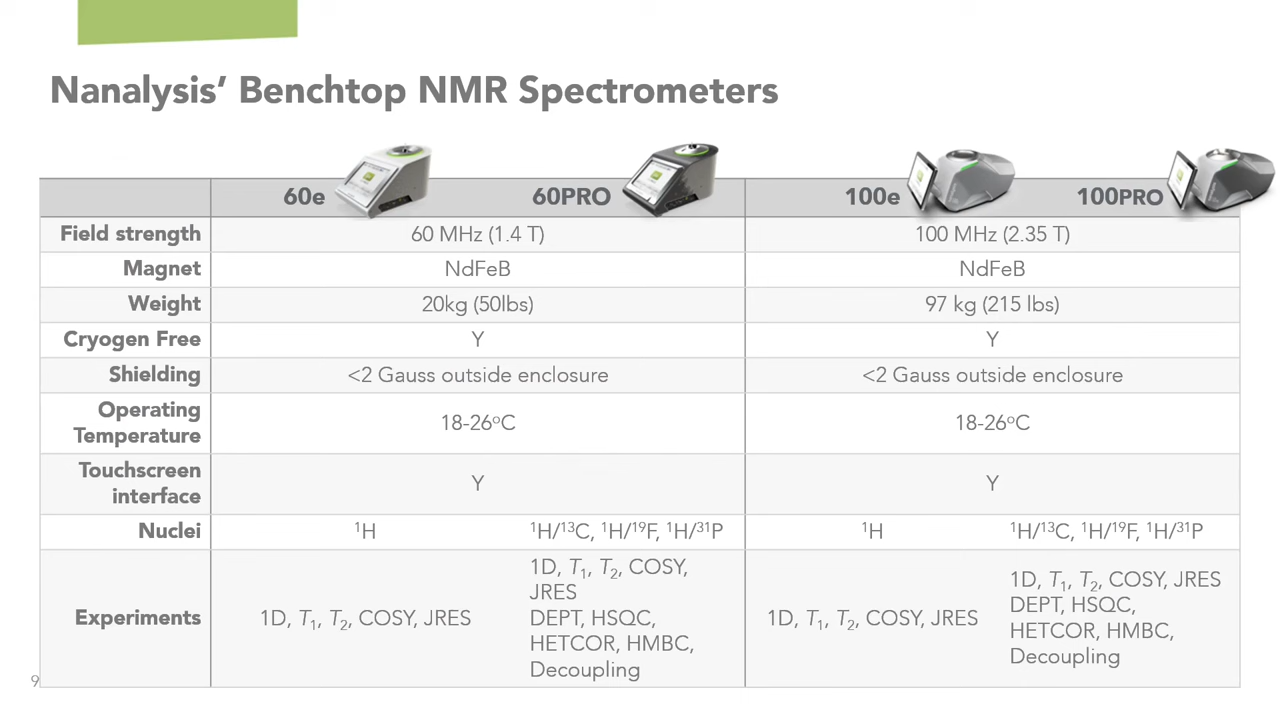 Nanalysis’ Benchtop NMR Spectrometers
60e 60PRO 100e 100PRO
Field strength 60 MHz (1.4 T) 100 MHz (2.35 T)
Magnet NdFeB NdFeB
Weight 20kg (50lbs) 97 kg (215 lbs)
Cryogen Free Y Y
Shielding <2 Gauss outside enclosure <2 Gauss outside enclosure
Operating
Temperature 18-26ºC 18-26ºC
Touchscreen
interface Y Y
Nuclei ¹H ¹H/¹³C, ¹H/¹⁹F, ¹H/³¹P ¹H ¹H/¹³C, ¹H/¹⁹F, ¹H/³¹P
Experiments
1D, T₁, T₂, COSY, JRES
1D, T₁, T₂, COSY,
JRES
DEPT, HSQC,
HETCOR, HMBC,
Decoupling
1D, T₁, T₂, COSY, JRES
1D, T₁, T₂, COSY, JRES
DEPT, HSQC,
HETCOR, HMBC,
Decoupling
9